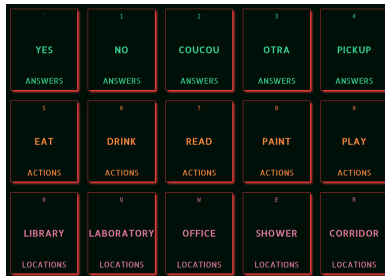 ` 1 2 3 4
YES NO COUCOU OTRA PICKUP
ANSWERS ANSWERS ANSWERS ANSWERS ANSWERS
5 6 7 8 9
EAT DRINK READ PAINT PLAY
ACTIONS ACTIONS ACTIONS ACTIONS ACTIONS
0 Q W E R
LIBRARY LABORATORY OFFICE SHOWER CORRIDOR
LOCATIONS LOCATIONS LOCATIONS LOCATIONS LOCATIONS